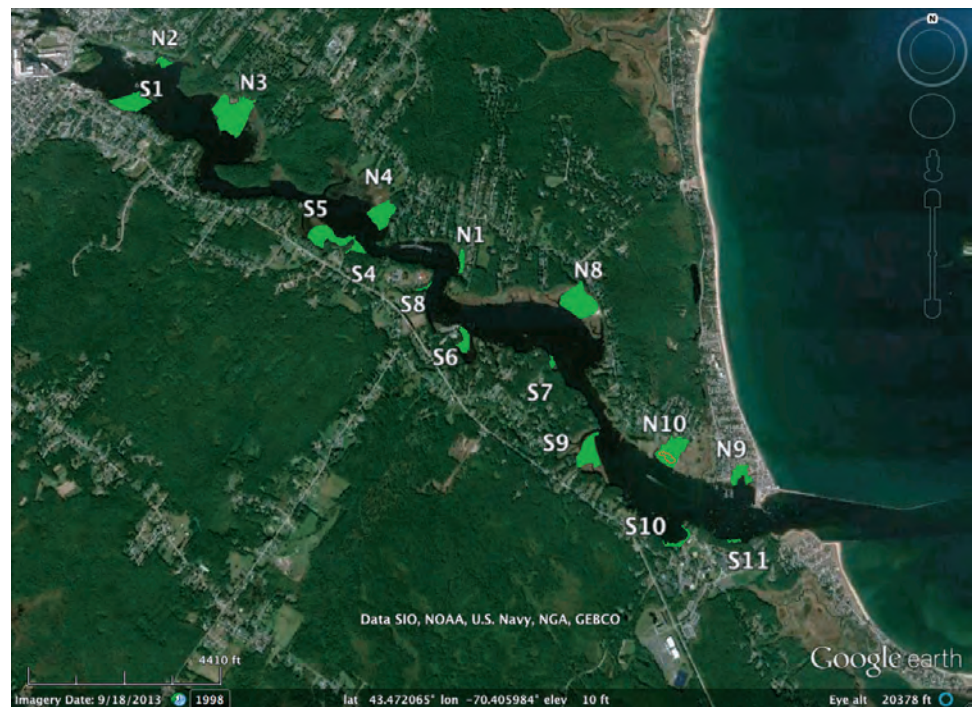 N
N2
S1
N3
N4
S5
N1
S4
N8
S8
S6
S7
N10
S9
N9
S10
S11
Data SIO, NOAA, U.S. Navy, NGA, GEBCO
4410 ft
Google earth
Imagery Date: 9/18/2013
1998
lat 43.472065° lon -70.405984° elev 10 ft
Eye alt 20378 ft